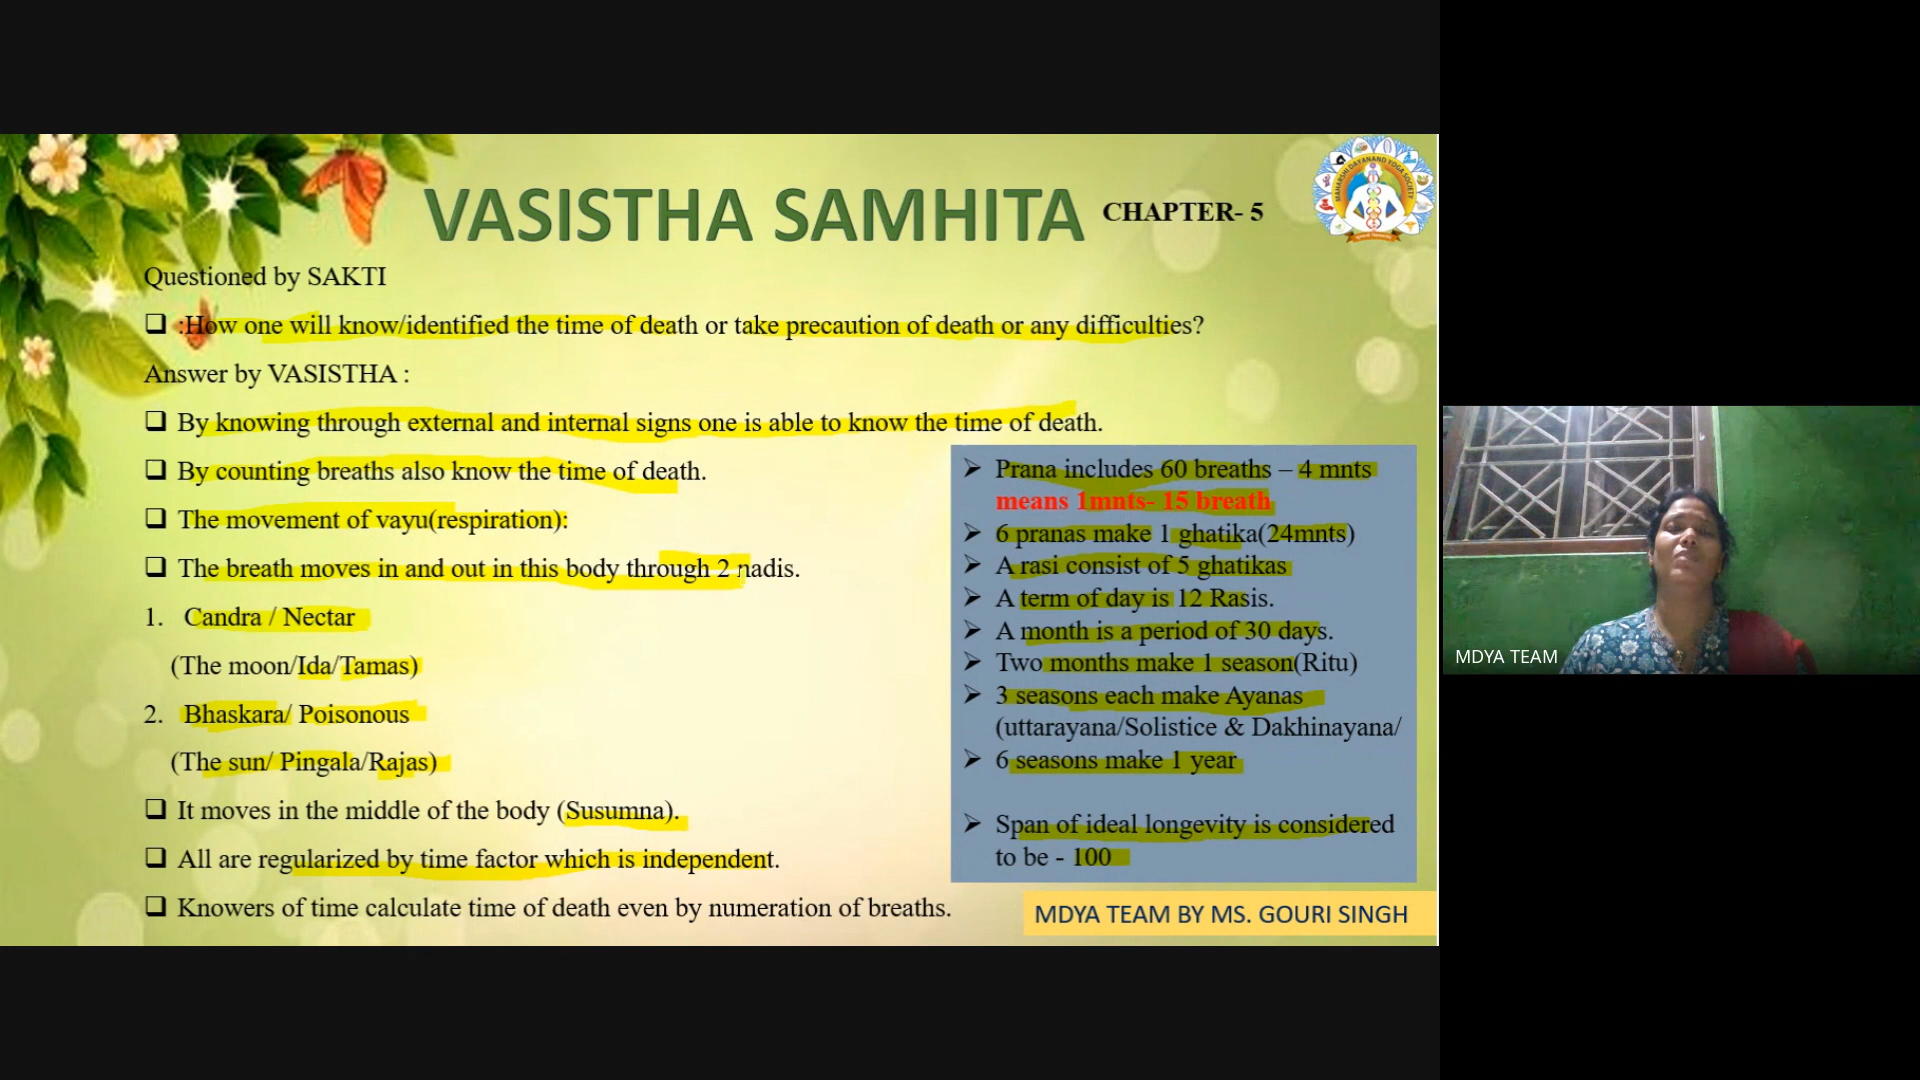 VASISTHA SAMHITA CHAPTER- 5
MAHARSHI DAYANAND YOGA SOCIETY
Questioned by SAKTI
❑ :How one will know/identified the time of death or take precaution of death or any difficulties?
Answer by VASISTHA :
❑ By knowing through external and internal signs one is able to know the time of death.
❑ By counting breaths also know the time of death.
❑ The movement of vayu(respiration):
❑ The breath moves in and out in this body through 2 nadis.
1. Candra / Nectar
(The moon/Ida/Tamas)
2. Bhaskara/ Poisonous
(The sun/ Pingala/Rajas)
❑ It moves in the middle of the body (Susumna).
❑ All are regularized by time factor which is independent.
❑ Knowers of time calculate time of death even by numeration of breaths.
➢ Prana includes 60 breaths – 4 mnts
means 1mnts- 15 breath
➢ 6 pranas make 1 ghatika(24mnts)
➢ A rasi consist of 5 ghatikas
➢ A term of day is 12 Rasis.
➢ A month is a period of 30 days.
➢ Two months make 1 season(Ritu)
➢ 3 seasons each make Ayanas
(uttarayana/Solistice & Dakhinayana/
➢ 6 seasons make 1 year
➢ Span of ideal longevity is considered
to be - 100
MDYA TEAM BY MS. GOURI SINGH
MDYA TEAM